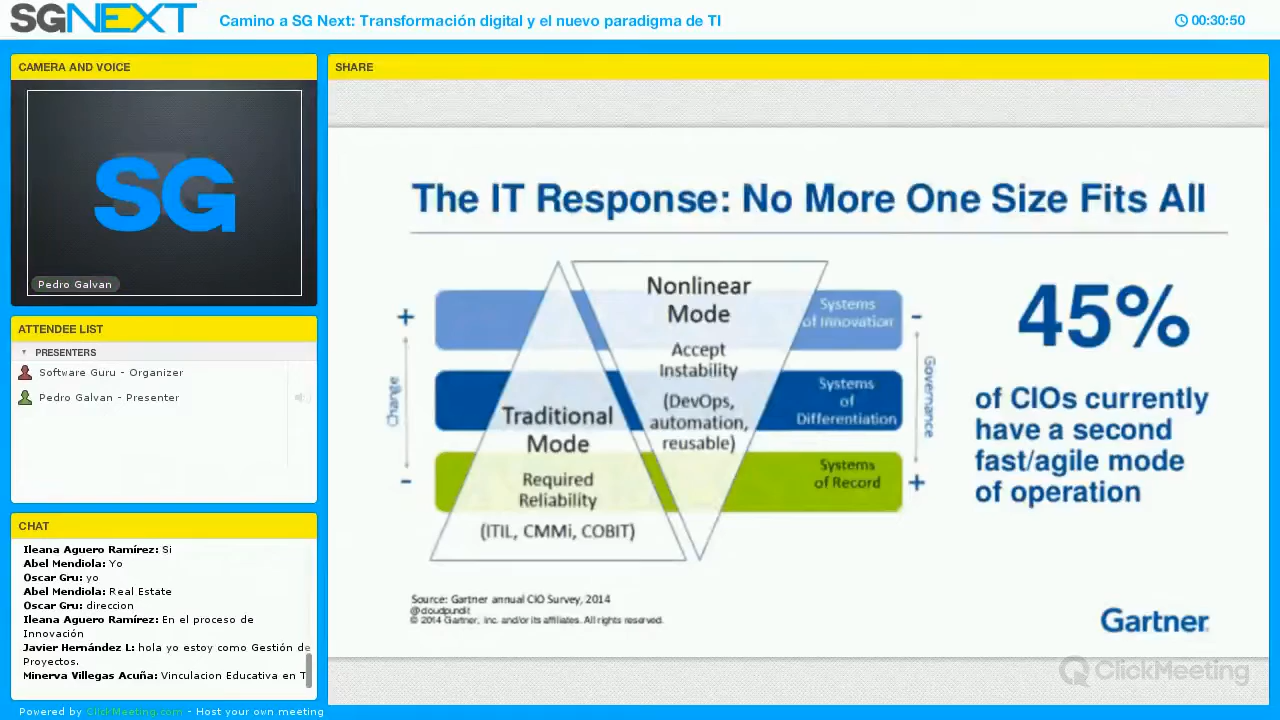 SGNEXT
Camino a SG Next: Transformación digital y el nuevo paradigma de TI
00:30:50
CAMERA AND VOICE
SG
Pedro Galvan
ATTENDEE LIST
PRESENTERS
Software Guru - Organizer
Pedro Galvan - Presenter
CHAT
Ileana Aguero Ramírez: Si
Abel Mendiola: Yo
Oscar Gru: yo
Abel Mendiola: Real Estate
Oscar Gru: direccion
Ileana Aguero Ramírez: En el proceso de
Innovación
Javier Hernández L: hola yo estoy como Gestión de
Proyectos.
Minerva Villegas Acuña: Vinculacion Educativa en T
SHARE
The IT Response: No More One Size Fits All
+
Change
-
Traditional
Mode
Required
Reliability
(ITIL, CMMi, COBIT)
Nonlinear
Mode
Accept
Instability
(DevOps,
automation,
reusable)
Systems
of Innovation
Systems
of
Differentiation
Systems
of Record
-
Governance
+
45%
of CIOs currently
have a second
fast/agile mode
of operation
Source: Gartner annual CIO Survey, 2014
@cloudpundit
© 2014 Gartner, Inc. and/or its affiliates. All rights reserved.
Gartner
ClickMeeting
Powered by ClickMeeting.com - Host your own meeting